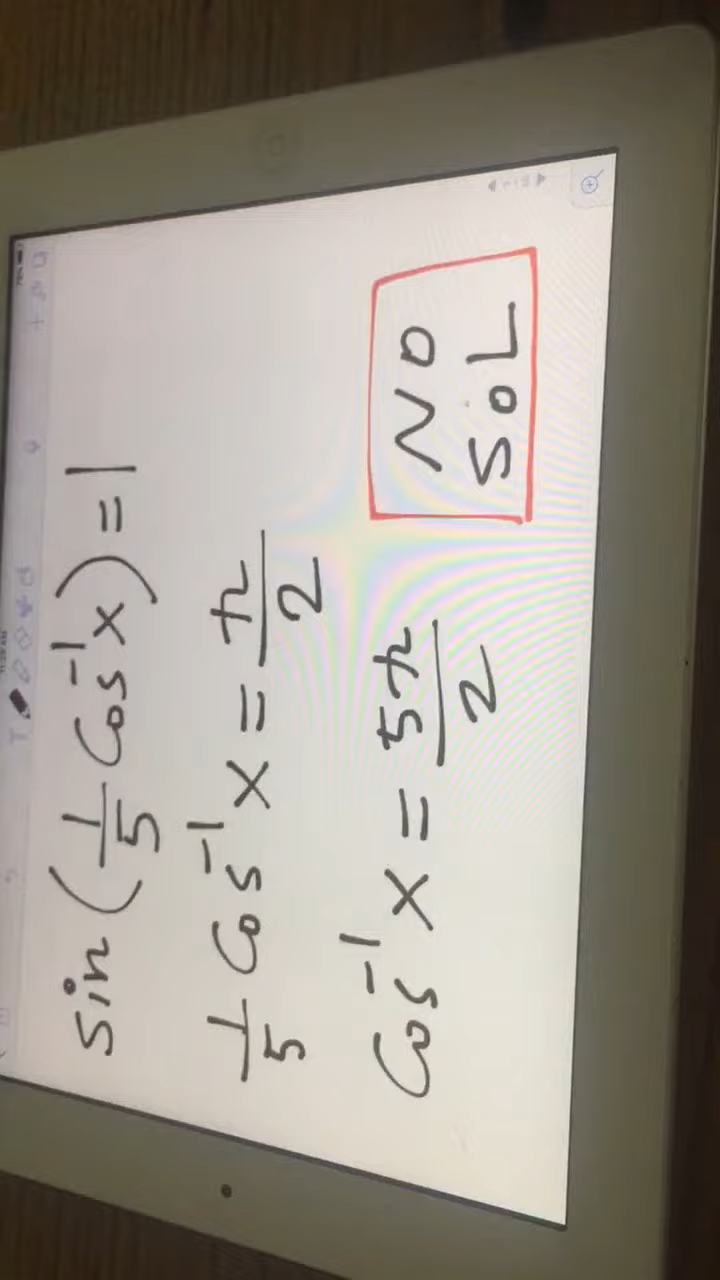 sin(1/5 cos⁻¹x)=1
1/5 cos⁻¹x = π/2
cos⁻¹x = 5π/2
NO
SOL